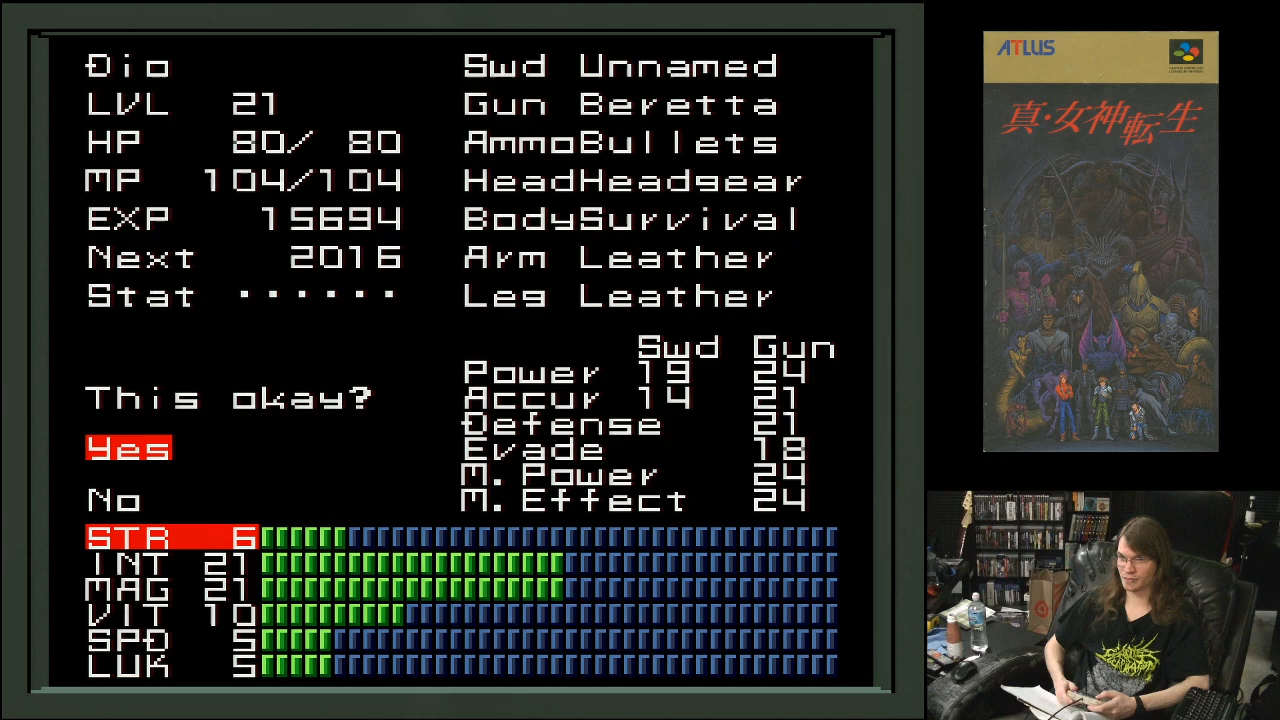 Dio
LVL 21
HP 80/ 80
MP 104/104
EXP 15694
Next 2016
Stat ······
Swd Unnamed
Gun Beretta
AmmoBullets
HeadHeadgear
BodySurvival
Arm Leather
Leg Leather
Swd Gun
Power 19 24
Accur 14 21
Defense 21
Evade 18
M. Power 24
M. Effect 24
This okay?
Yes
No
STR 6
INT 21
MAG 21
VIT 10
SPD 5
LUK 5
ATLUS
真·女神転生